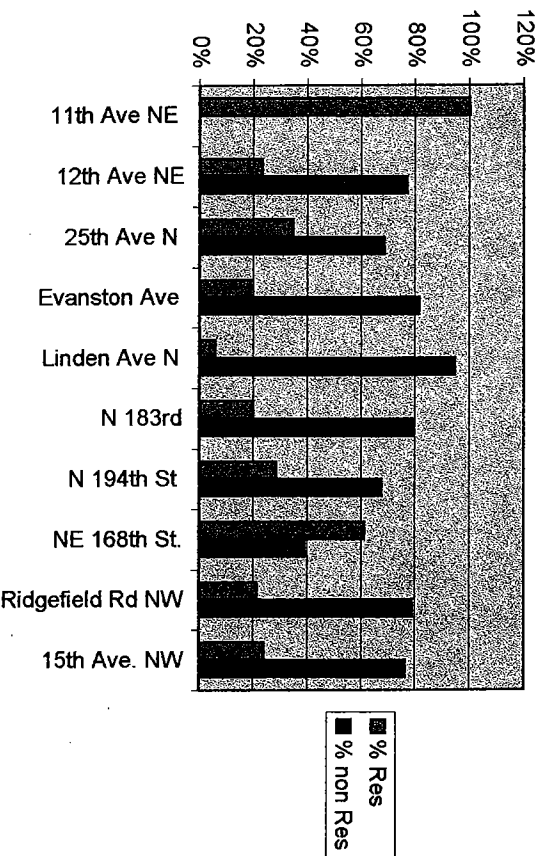 0%
20%
40%
60%
80%
100%
120%
11th Ave NE
12th Ave NE
25th Ave N
Evanston Ave
Linden Ave N
N 183rd
N 194th St
NE 168th St.
Ridgefield Rd NW
15th Ave. NW
% Res
% non Res